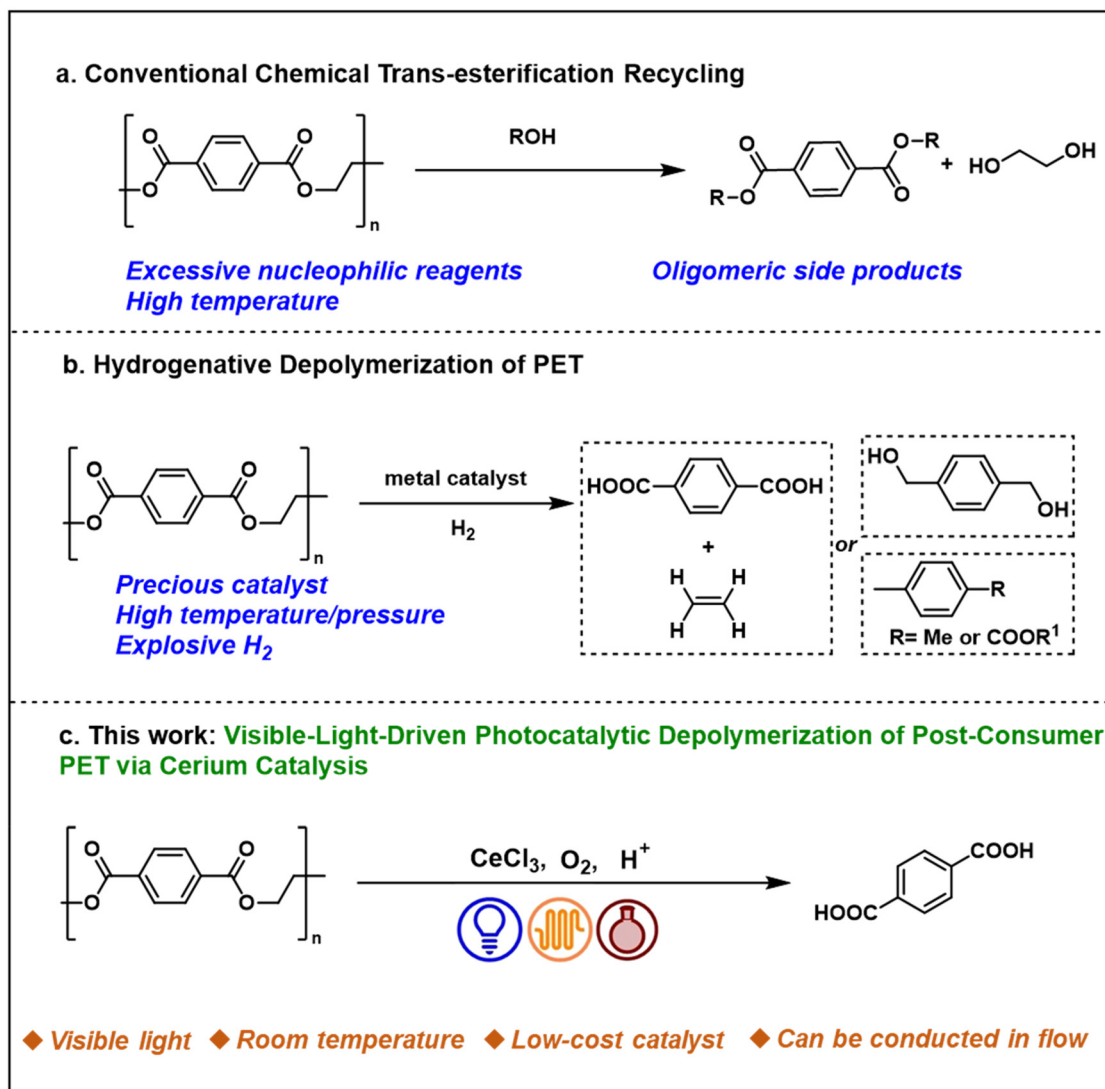 a. Conventional Chemical Trans-esterification Recycling
O
O
O
O
n
ROH
O
R-O
O-R
O
+
HO
OH
Excessive nucleophilic reagents
High temperature
Oligomeric side products
b. Hydrogenative Depolymerization of PET
O
O
O
O
n
metal catalyst
H2
HOOC
COOH
+
H
H
H
H
or
HO
OH
R
R= Me or COOR1
Precious catalyst
High temperature/pressure
Explosive H2
c. This work: Visible-Light-Driven Photocatalytic Depolymerization of Post-Consumer
PET via Cerium Catalysis
O
O
O
O
n
CeCl3, O2, H+
COOH
HOOC
◆ Visible light ◆ Room temperature ◆ Low-cost catalyst ◆ Can be conducted in flow